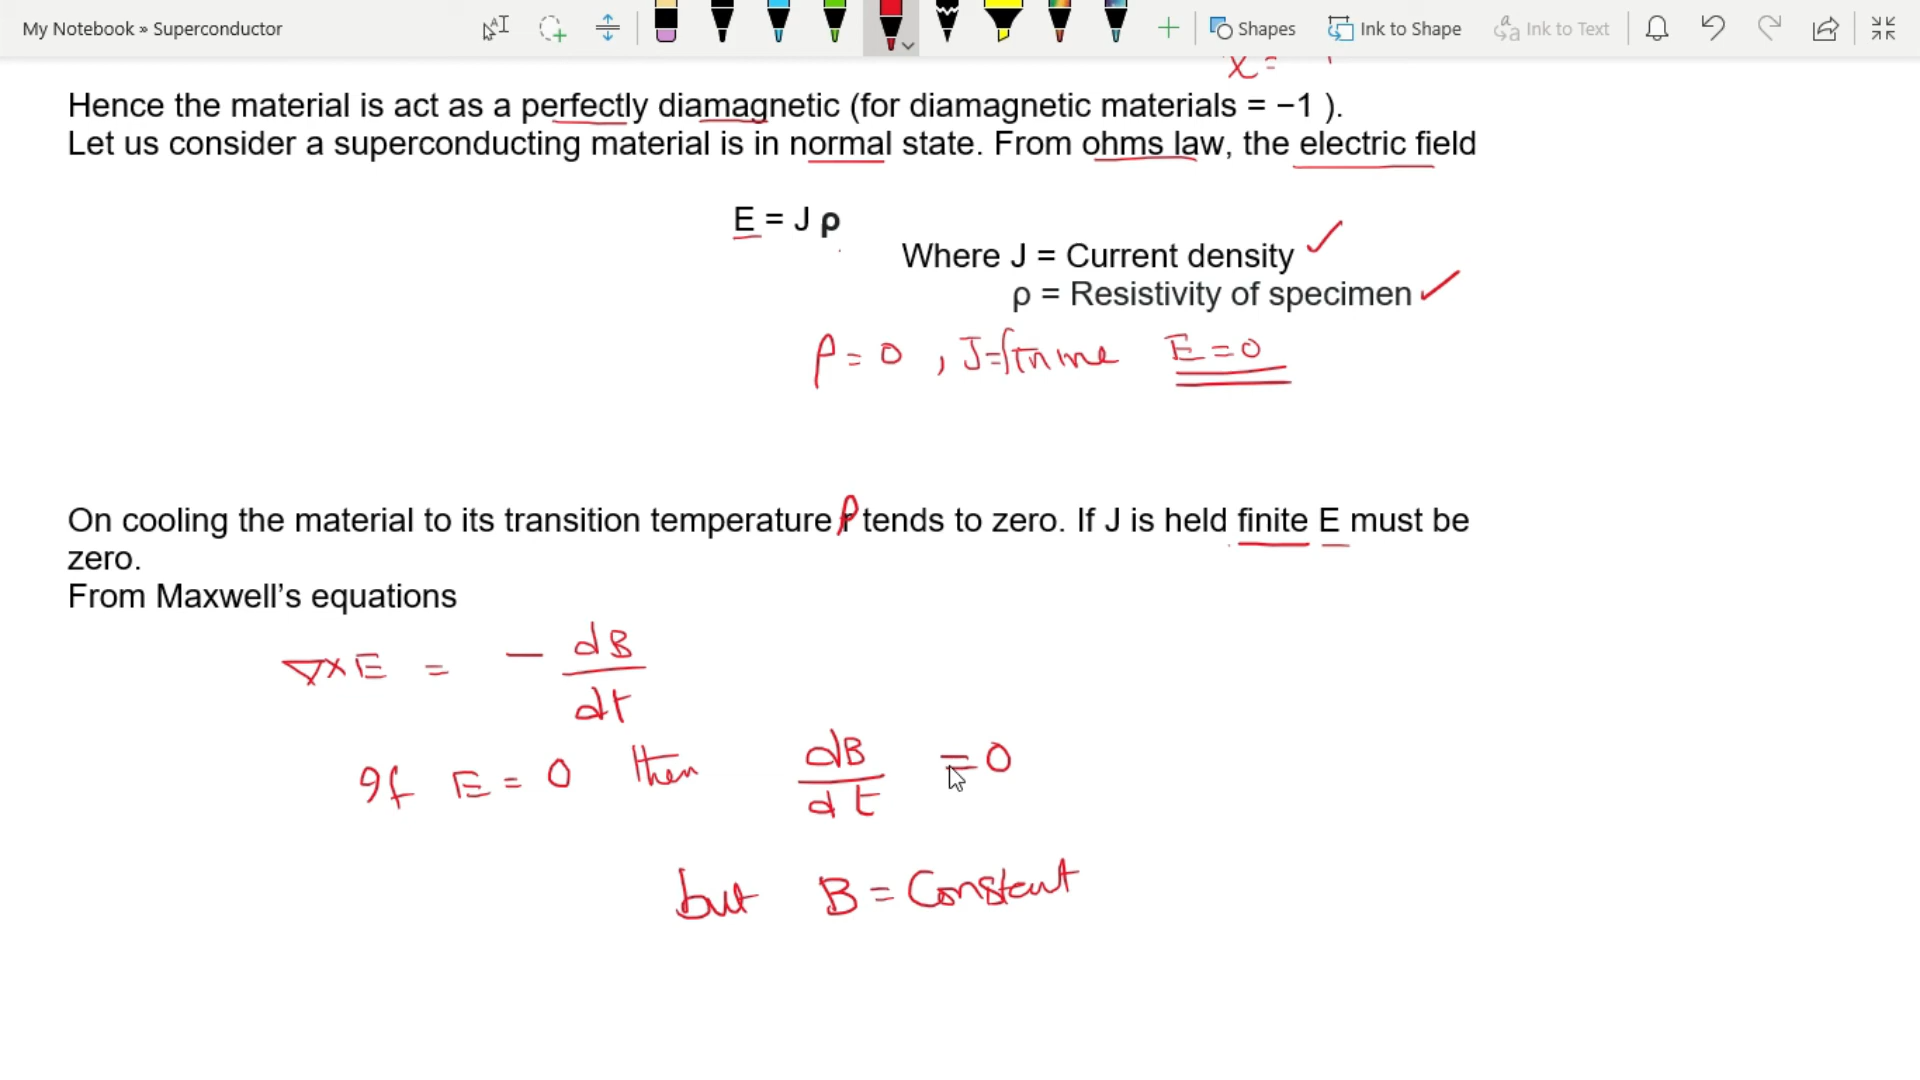 My Notebook » Superconductor
Shapes
Ink to Shape
Ink to Text
χ = -1
Hence the material is act as a perfectly diamagnetic (for diamagnetic materials = −1 ).
Let us consider a superconducting material is in normal state. From ohms law, the electric field
E = J ρ
Where J = Current density ✓
ρ = Resistivity of specimen ✓
ρ = 0 , J = E = 0
On cooling the material to its transition temperature ρ tends to zero. If J is held finite E must be
zero.
From Maxwell’s equations
∇×E = - dB/dt
If E = 0 then dB/dt = 0
but B = Constant